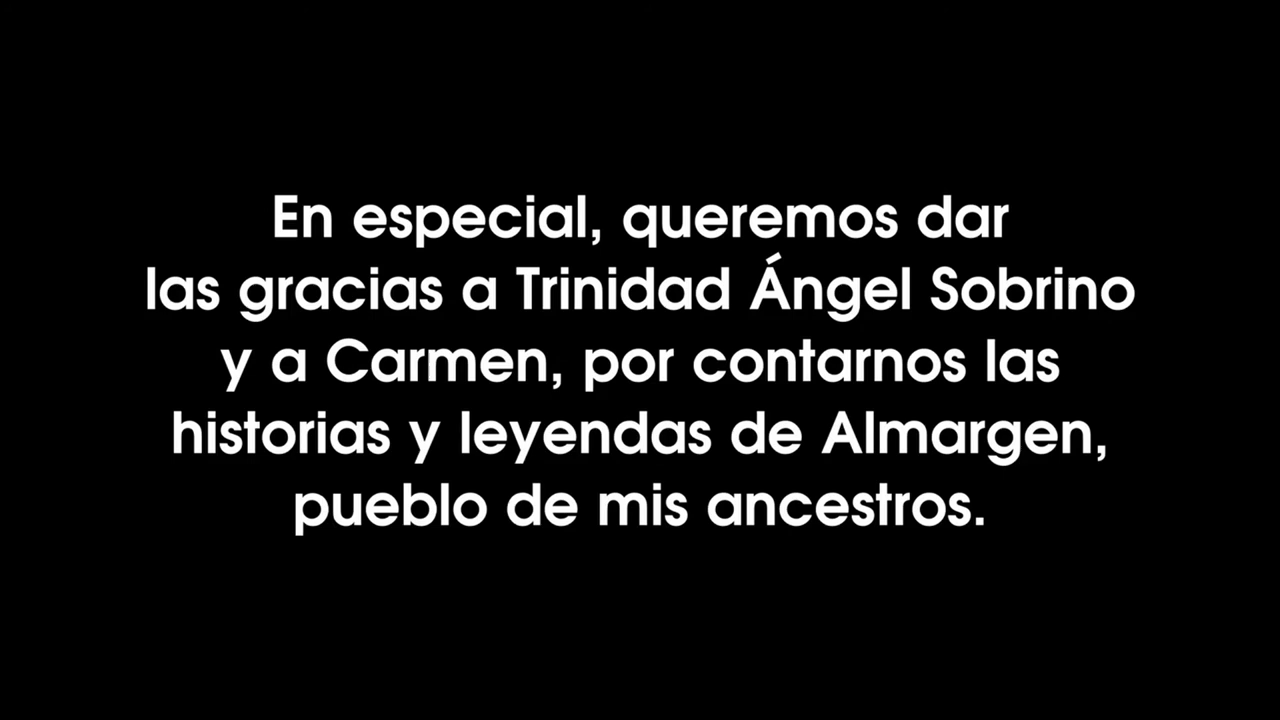 En especial, queremos dar
las gracias a Trinidad Ángel Sobrino
y a Carmen, por contarnos las
historias y leyendas de Almargen,
pueblo de mis ancestros.